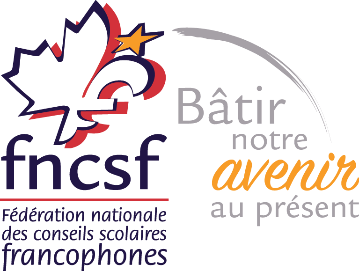 fncsf
Fédération nationale
des conseils scolaires
francophones
Bâtir
notre
avenir
au présent